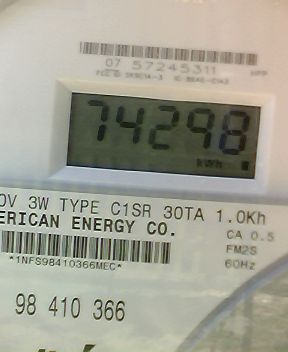 07 57245311
74298
kWh
0V 3W TYPE C1SR 30TA 1.0Kh
ERICAN ENERGY CO.
CA 0.5
FM2S
*1NFS98410366MEC*
60Hz
98 410 366